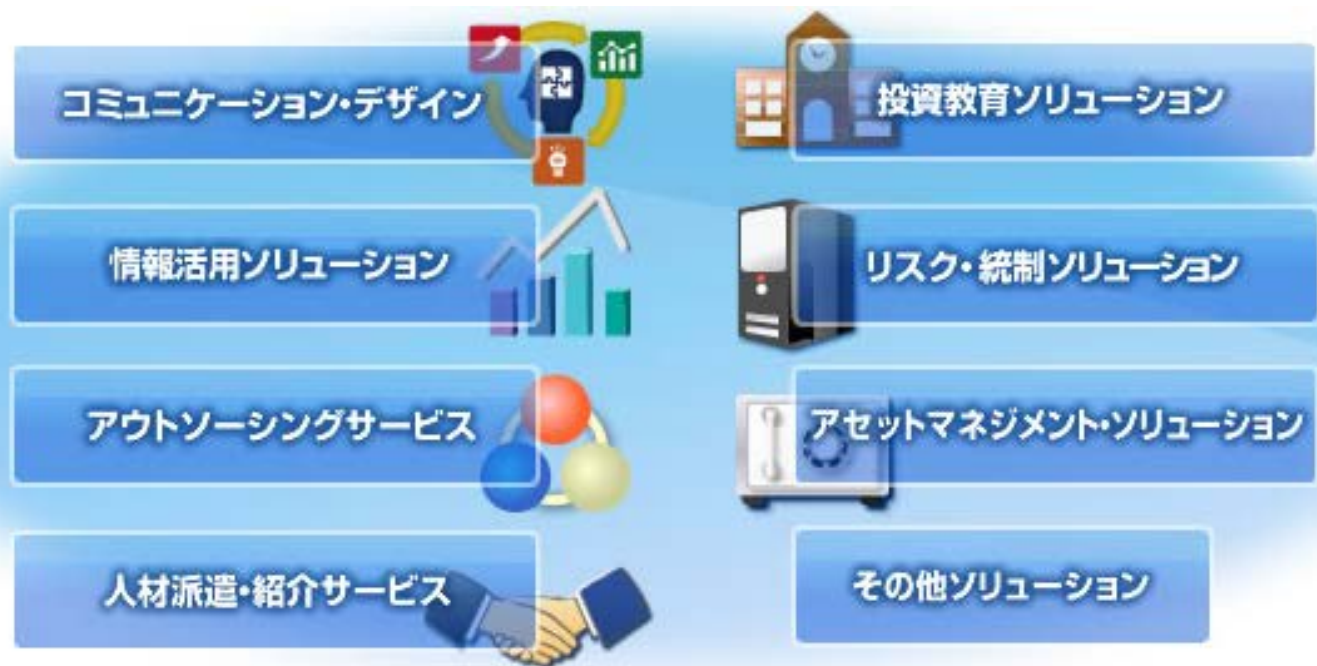 コミュニケーション・デザイン
投資教育ソリューション
情報活用ソリューション
リスク・統制ソリューション
アウトソーシングサービス
アセットマネジメント・ソリューション
人材派遣・紹介サービス
その他ソリューション